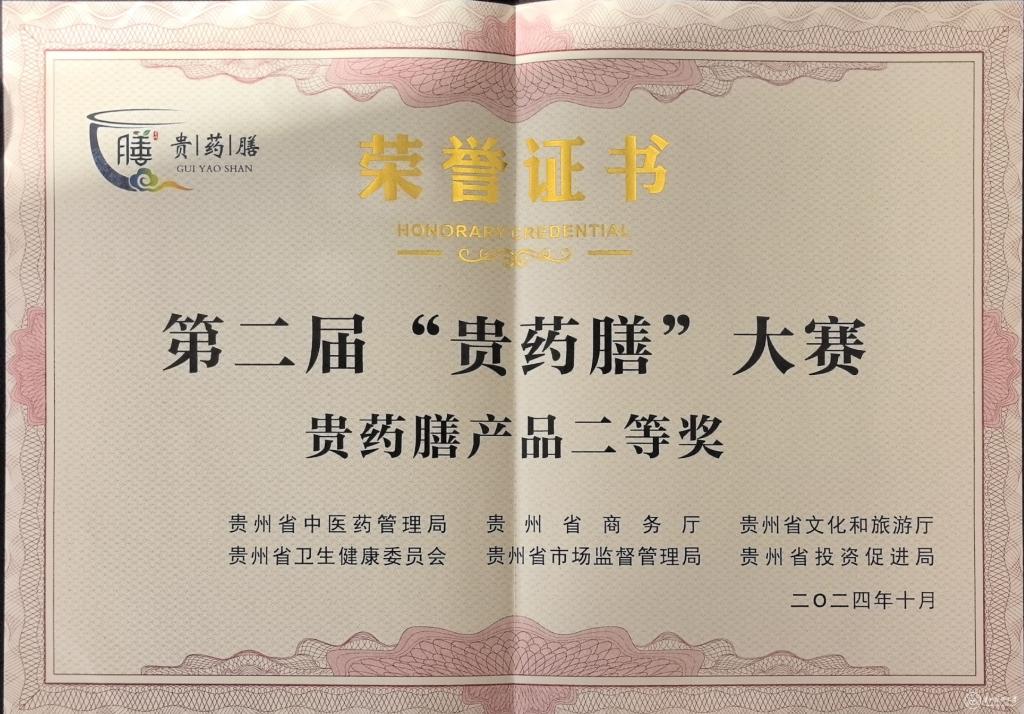 膳 贵|药|膳
GUI YAO SHAN
荣誉证书
HONORARY CREDENTIAL
第二届“贵药膳”大赛
贵药膳产品二等奖
贵州省中医药管理局 贵州省商务厅 贵州省文化和旅游厅
贵州省卫生健康委员会 贵州省市场监督管理局 贵州省投资促进局
二〇二四年十月